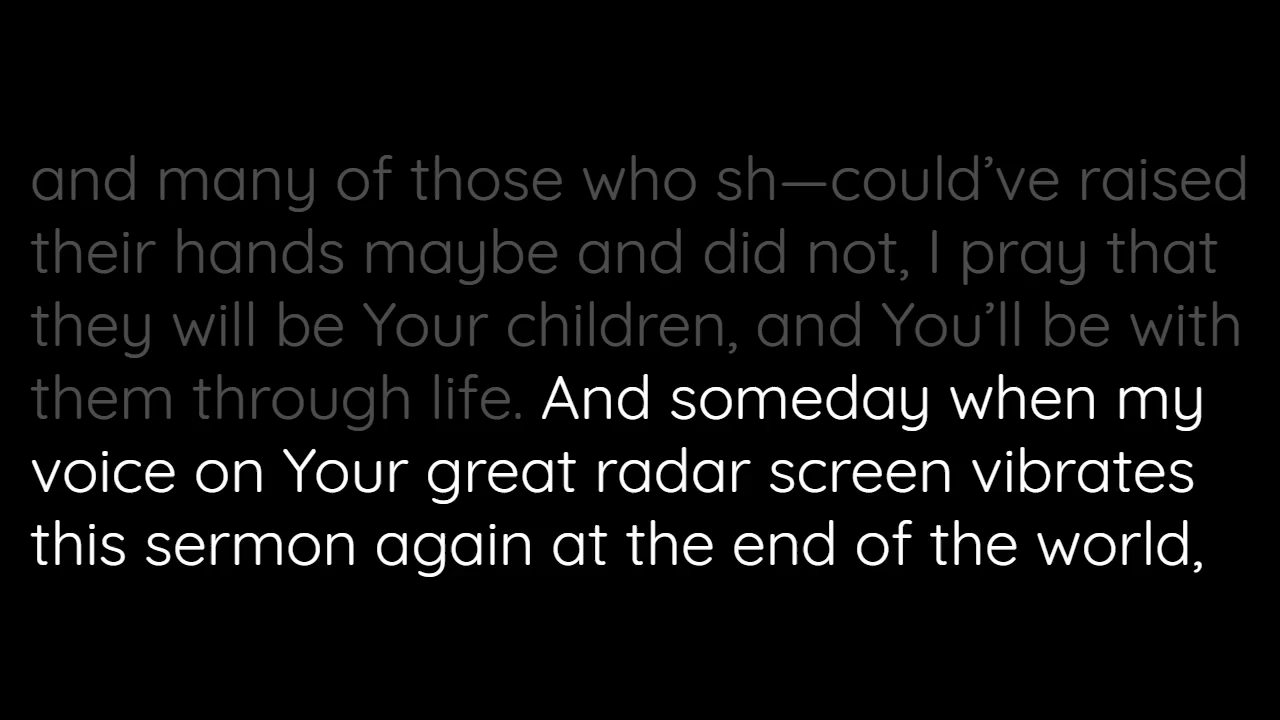 and many of those who sh—could’ve raised
their hands maybe and did not, I pray that
they will be Your children, and You’ll be with
them through life. And someday when my
voice on Your great radar screen vibrates
this sermon again at the end of the world,